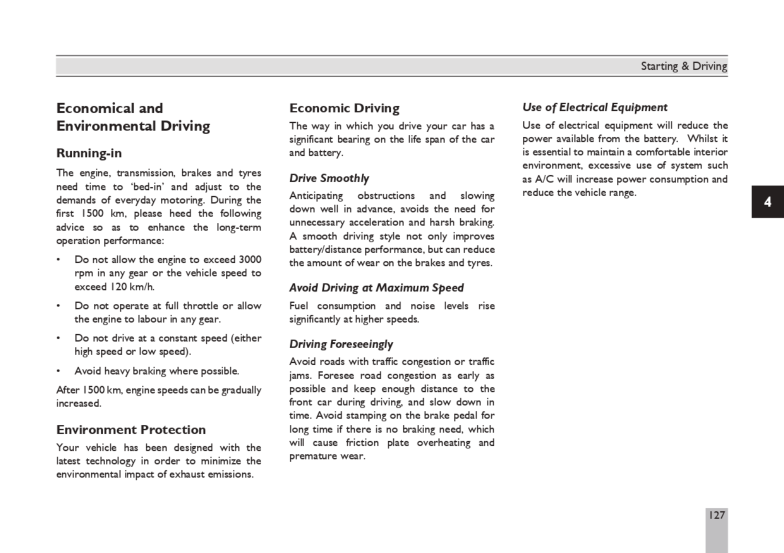 Starting & Driving
Economical and
Environmental Driving
Running-in
The engine, transmission, brakes and tyres
need time to ‘bed-in’ and adjust to the
demands of everyday motoring. During the
first 1500 km, please heed the following
advice so as to enhance the long-term
operation performance:
• Do not allow the engine to exceed 3000
rpm in any gear or the vehicle speed to
exceed 120 km/h.
• Do not operate at full throttle or allow
the engine to labour in any gear.
• Do not drive at a constant speed (either
high speed or low speed).
• Avoid heavy braking where possible.
After 1500 km, engine speeds can be gradually
increased.
Environment Protection
Your vehicle has been designed with the
latest technology in order to minimize the
environmental impact of exhaust emissions.
Economic Driving
The way in which you drive your car has a
significant bearing on the life span of the car
and battery.
Drive Smoothly
Anticipating obstructions and slowing
down well in advance, avoids the need for
unnecessary acceleration and harsh braking.
A smooth driving style not only improves
battery/distance performance, but can reduce
the amount of wear on the brakes and tyres.
Avoid Driving at Maximum Speed
Fuel consumption and noise levels rise
significantly at higher speeds.
Driving Foreseeingly
Avoid roads with traffic congestion or traffic
jams. Foresee road congestion as early as
possible and keep enough distance to the
front car during driving, and slow down in
time. Avoid stamping on the brake pedal for
long time if there is no braking need, which
will cause friction plate overheating and
premature wear.
Use of Electrical Equipment
Use of electrical equipment will reduce the
power available from the battery. Whilst it
is essential to maintain a comfortable interior
environment, excessive use of system such
as A/C will increase power consumption and
reduce the vehicle range.
4
127